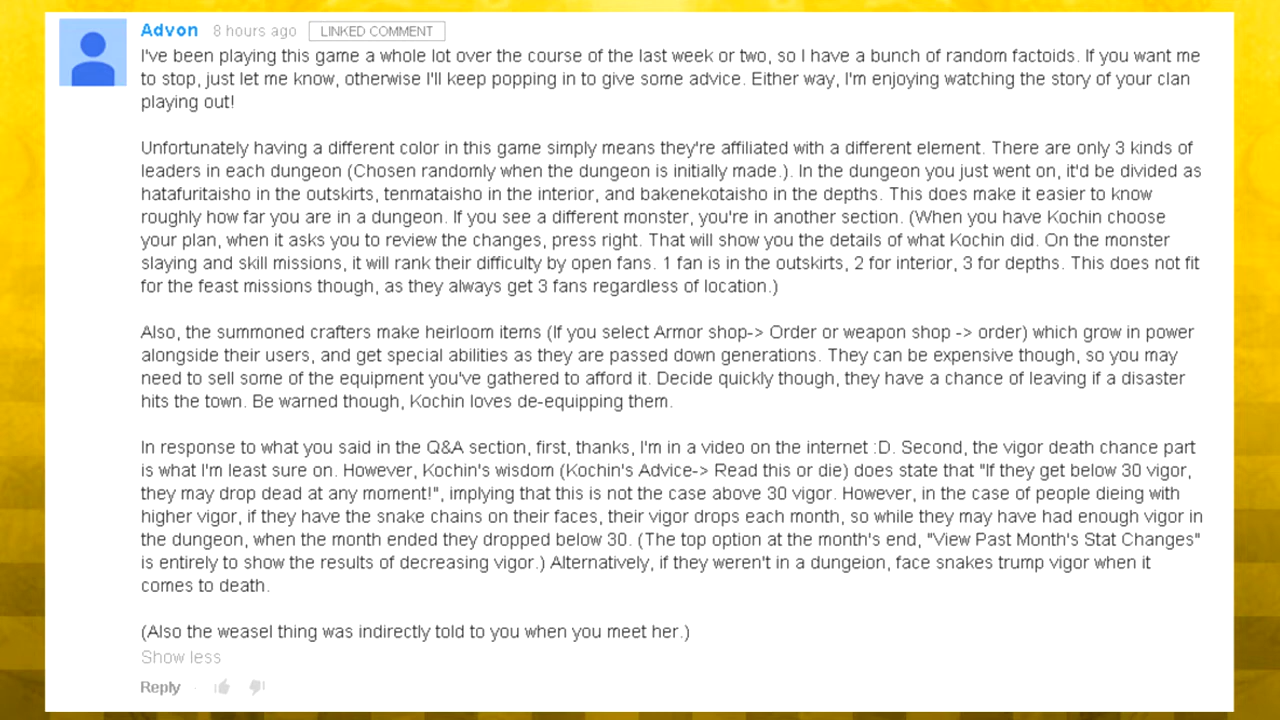 Advon 8 hours ago LINKED COMMENT
I've been playing this game a whole lot over the course of the last week or two, so I have a bunch of random factoids. If you want me
to stop, just let me know, otherwise I'll keep popping in to give some advice. Either way, I'm enjoying watching the story of your clan
playing out!
Unfortunately having a different color in this game simply means they're affiliated with a different element. There are only 3 kinds of
leaders in each dungeon (Chosen randomly when the dungeon is initially made.). In the dungeon you just went on, it'd be divided as
hatafuritaisho in the outskirts, tenmataisho in the interior, and bakenekotaisho in the depths. This does make it easier to know
roughly how far you are in a dungeon. If you see a different monster, you're in another section. (When you have Kochin choose
your plan, when it asks you to review the changes, press right. That will show you the details of what Kochin did. On the monster
slaying and skill missions, it will rank their difficulty by open fans. 1 fan is in the outskirts, 2 for interior, 3 for depths. This does not fit
for the feast missions though, as they always get 3 fans regardless of location.)
Also, the summoned crafters make heirloom items (If you select Armor shop-> Order or weapon shop -> order) which grow in power
alongside their users, and get special abilities as they are passed down generations. They can be expensive though, so you may
need to sell some of the equipment you've gathered to afford it. Decide quickly though, they have a chance of leaving if a disaster
hits the town. Be warned though, Kochin loves de-equipping them.
In response to what you said in the Q&A section, first, thanks, I'm in a video on the internet :D. Second, the vigor death chance part
is what I'm least sure on. However, Kochin's wisdom (Kochin's Advice-> Read this or die) does state that "If they get below 30 vigor,
they may drop dead at any moment!", implying that this is not the case above 30 vigor. However, in the case of people dieing with
higher vigor, if they have the snake chains on their faces, their vigor drops each month, so while they may have had enough vigor in
the dungeon, when the month ended they dropped below 30. (The top option at the month's end, "View Past Month's Stat Changes"
is entirely to show the results of decreasing vigor.) Alternatively, if they weren't in a dungeion, face snakes trump vigor when it
comes to death.
(Also the weasel thing was indirectly told to you when you meet her.)
Show less
Reply